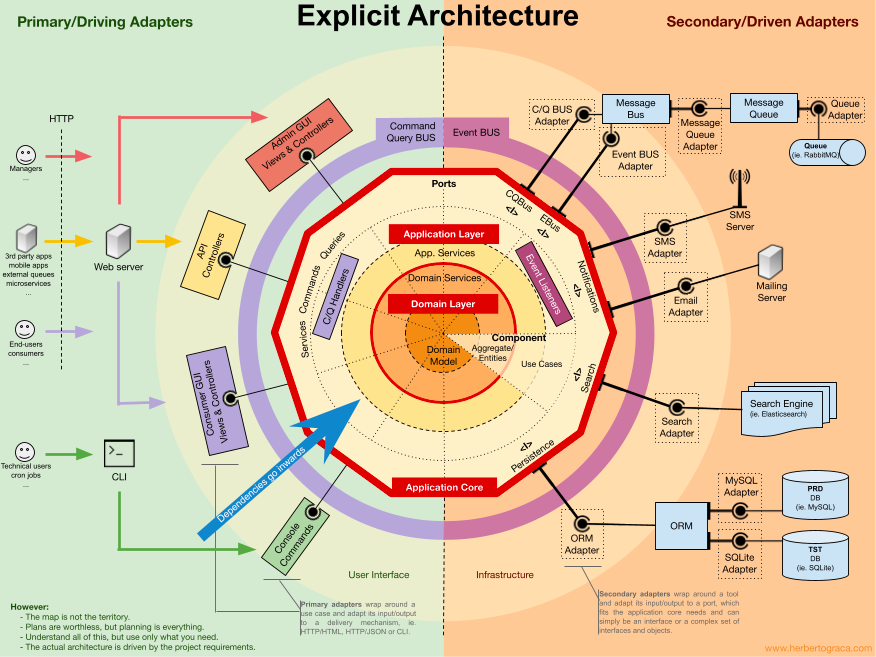 Explicit Architecture
Primary/Driving Adapters
Secondary/Driven Adapters
HTTP
Managers
...
3rd party apps
mobile apps
external queues
microservices
...
End-users
consumers
...
Technical users
cron jobs
...
Web server
CLI
Admin GUI
Views & Controllers
API
Controllers
Consumer GUI
Views & Controllers
Console
Commands
Dependencies go inwards
Command
Query BUS
Event BUS
Ports
Application Layer
App. Services
Domain Services
Domain Layer
Domain
Model
Component
Aggregate/
Entities
Use Cases
Application Core
Services
Commands
Queries
C/Q Handlers
Event Listeners
CQBus
</>
EBus
</>
Notifications
</>
Search
</>
Persistence
</>
C/Q BUS
Adapter
Message
Bus
Event BUS
Adapter
Message
Queue
Adapter
Message
Queue
Queue
Adapter
Queue
(ie. RabbitMQ)
SMS
Adapter
SMS
Server
Email
Adapter
Mailing
Server
Search
Adapter
Search Engine
(ie. Elasticsearch)
ORM
Adapter
ORM
MySQL
Adapter
PRD
DB
(ie. MySQL)
SQLite
Adapter
TST
DB
(ie. SQLite)
User Interface
Infrastructure
Primary adapters wrap around a
use case and adapt its input/output
to a delivery mechanism, ie.
HTTP/HTML, HTTP/JSON or CLI.
Secondary adapters wrap around a tool
and adapt its input/output to a port, which
fits the application core needs and can
simply be an interface or a complex set of
interfaces and objects.
However:
- The map is not the territory.
- Plans are worthless, but planning is everything.
- Understand all of this, but use only what you need.
- The actual architecture is driven by the project requirements.
www.herbertograca.com